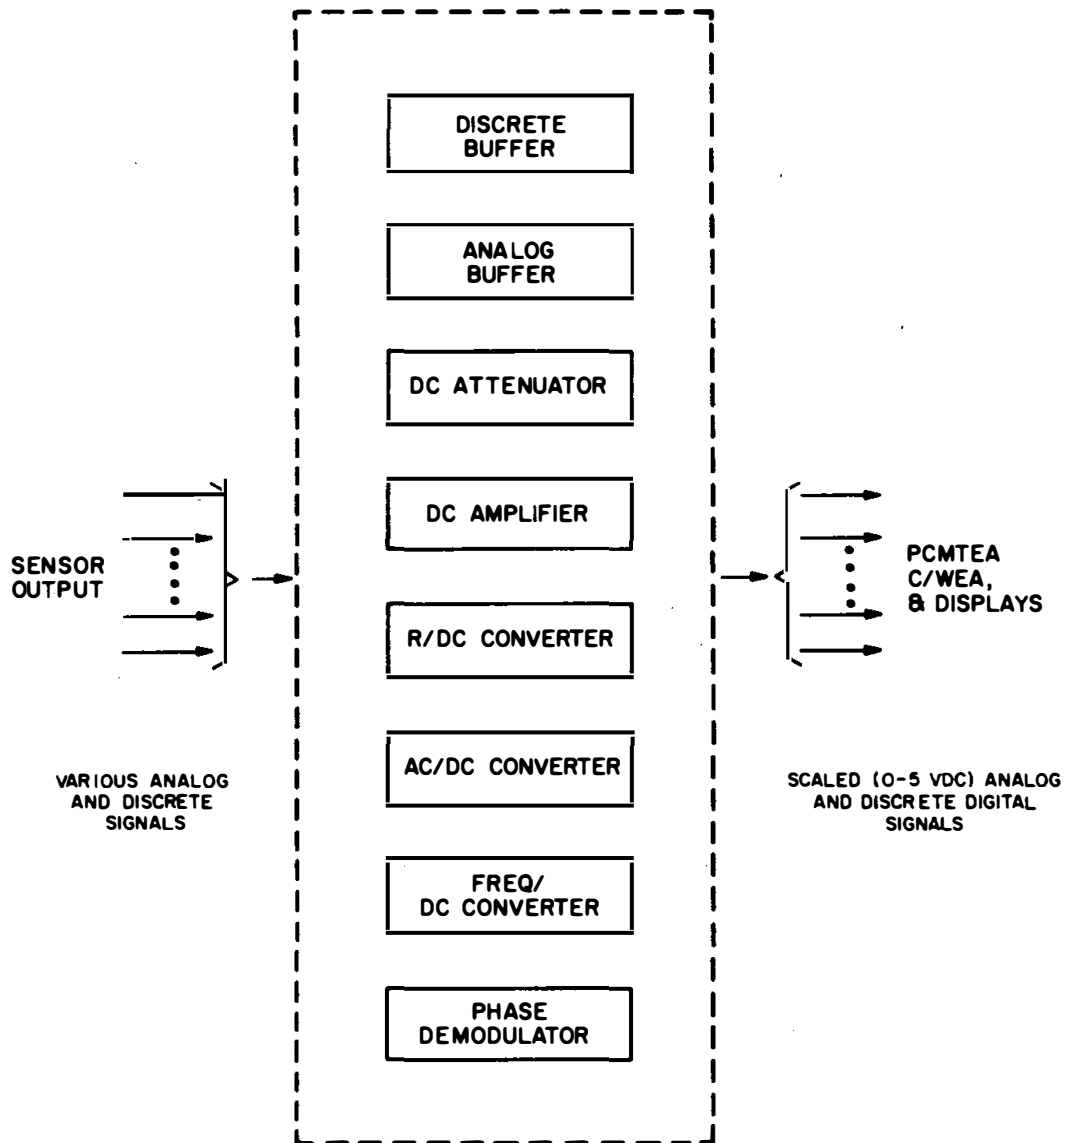 DISCRETE
BUFFER
ANALOG
BUFFER
DC ATTENUATOR
DC AMPLIFIER
R/DC CONVERTER
AC/DC CONVERTER
FREQ/
DC CONVERTER
PHASE
DEMODULATOR
SENSOR
OUTPUT
VARIOUS ANALOG
AND DISCRETE
SIGNALS
PCMTEA
C/WEA,
& DISPLAYS
SCALED (0-5 VDC) ANALOG
AND DISCRETE DIGITAL
SIGNALS